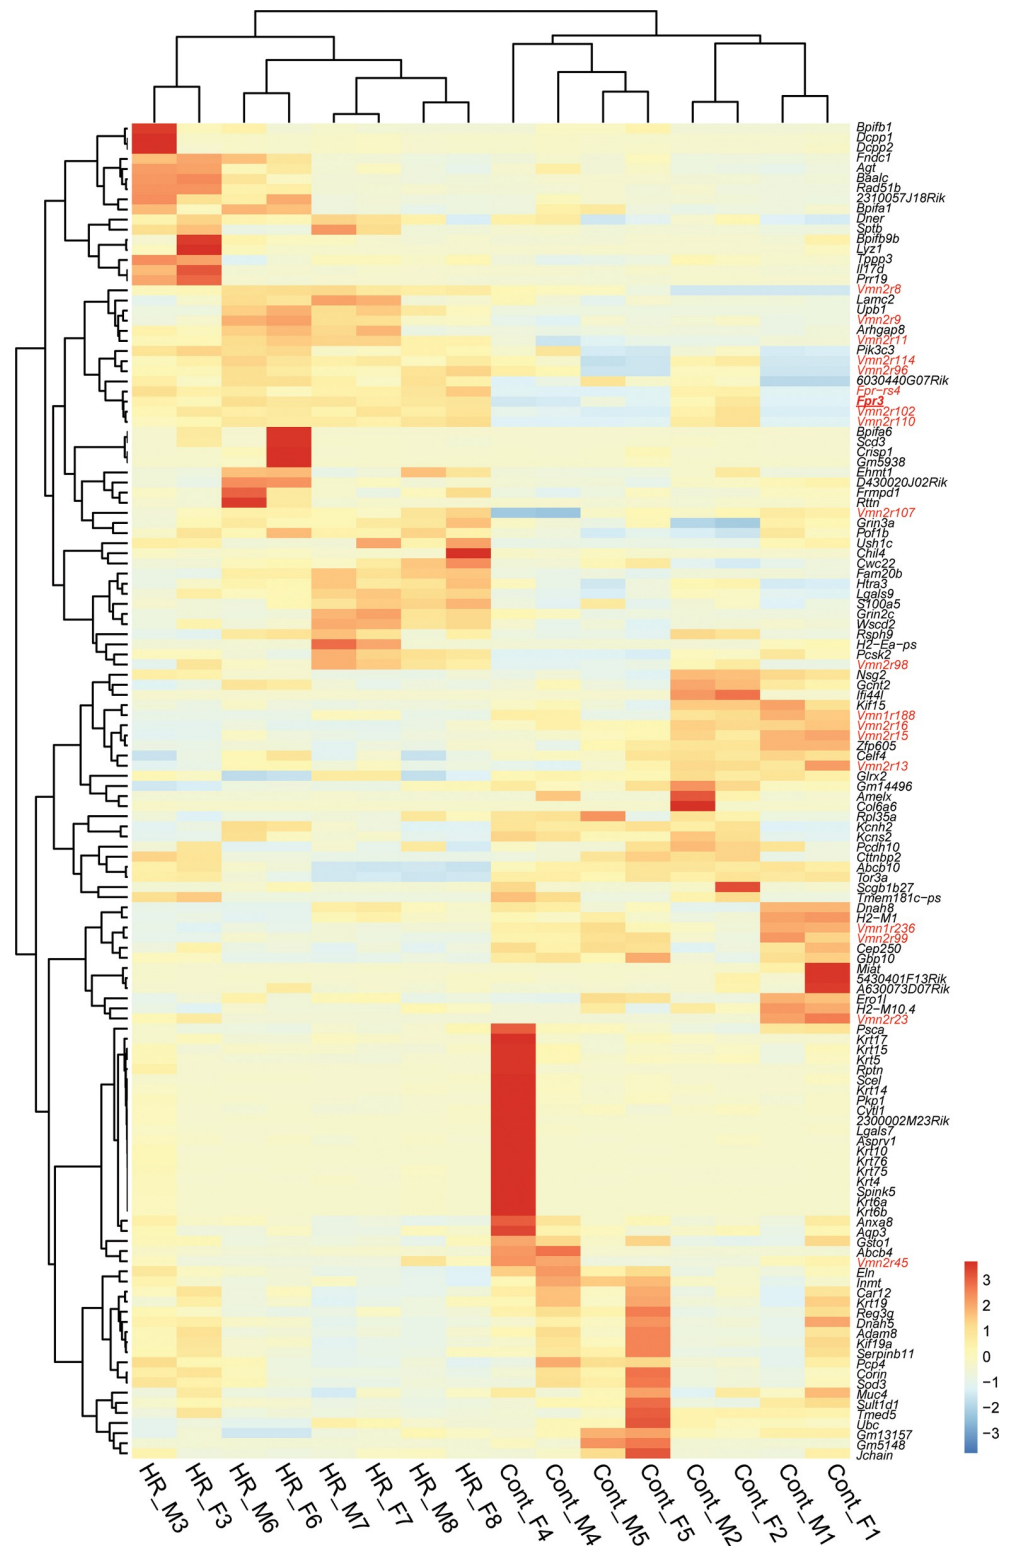 Bpifb1
Dcpp1
Dcpp2
Fndc1
Agt
Baalc
Rad51b
2310057J18Rik
Bpifa1
Dner
Sptb
Bpifb9b
Lyz1
Tppp3
Il17d
Prr19
Vmn2r8
Lamc2
Upb1
Vmn2r9
Arhgap8
Vmn2r11
Pik3c3
Vmn2r114
Vmn2r96
6030440G07Rik
Fpr−rs4
Fpr3
Vmn2r102
Vmn2r110
Bpifa6
Scd3
Crisp1
Gm5938
Ehmt1
D430020J02Rik
Frmpd1
Rttn
Vmn2r107
Grin3a
Pof1b
Ush1c
Chil4
Cwc22
Fam20b
Htra3
Lgals9
S100a5
Grin2c
Wscd2
Rsph9
H2−Ea−ps
Pcsk2
Vmn2r98
Nsg2
Gcnt2
Ifi44l
Kif15
Vmn1r188
Vmn2r16
Vmn2r15
Zfp605
Celf4
Vmn2r13
Glrx2
Gm14496
Amelx
Col6a6
Rpl35a
Kcnh2
Kcns2
Pcdh10
Cttnbp2
Abcb10
Tor3a
Scgb1b27
Tmem181c−ps
Dnah8
H2−M1
Vmn1r236
Vmn2r99
Cep250
Gbp10
Miat
5430401F13Rik
A630073D07Rik
Ero1l
H2−M10.4
Vmn2r23
Psca
Krt17
Krt15
Krt5
Rptn
Scel
Krt14
Pkp1
Cytl1
2300002M23Rik
Lgals7
Asprv1
Krt10
Krt76
Krt75
Krt4
Spink5
Krt6a
Krt6b
Anxa8
Aqp3
Gsto1
Abcb4
Vmn2r45
Eln
Inmt
Car12
Krt19
Reg3g
Dnah5
Adam8
Kif19a
Serpinb11
Pcp4
Corin
Sod3
Muc4
Sult1d1
Tmed5
Ubc
Gm13157
Gm5148
Jchain
3
2
1
0
−1
−2
−3
HR_M3
HR_F3
HR_M6
HR_F6
HR_M7
HR_F7
HR_M8
HR_F8
Cont_F4
Cont_M4
Cont_M5
Cont_F5
Cont_M2
Cont_F2
Cont_M1
Cont_F1